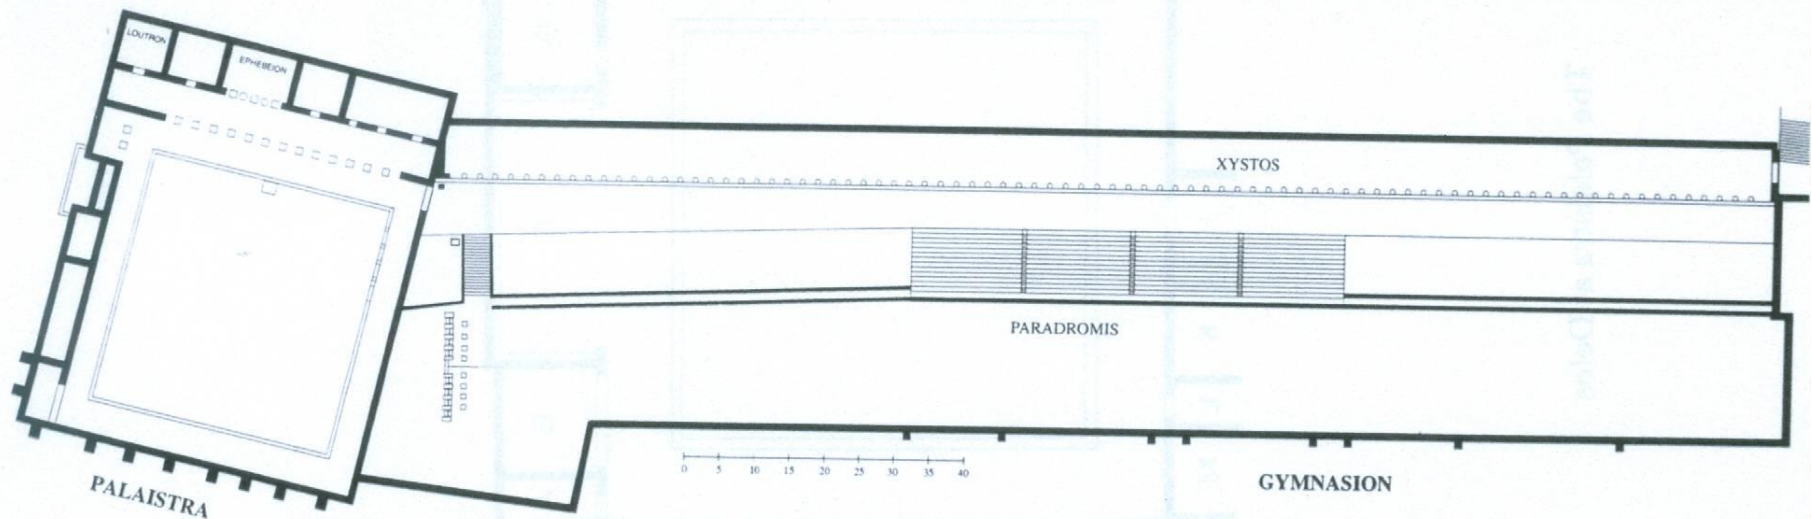 LOUTRON
EPHEBEION
XYSTOS
PARADROMIS
0 5 10 15 20 25 30 35 40
PALAISTRA
GYMNASION